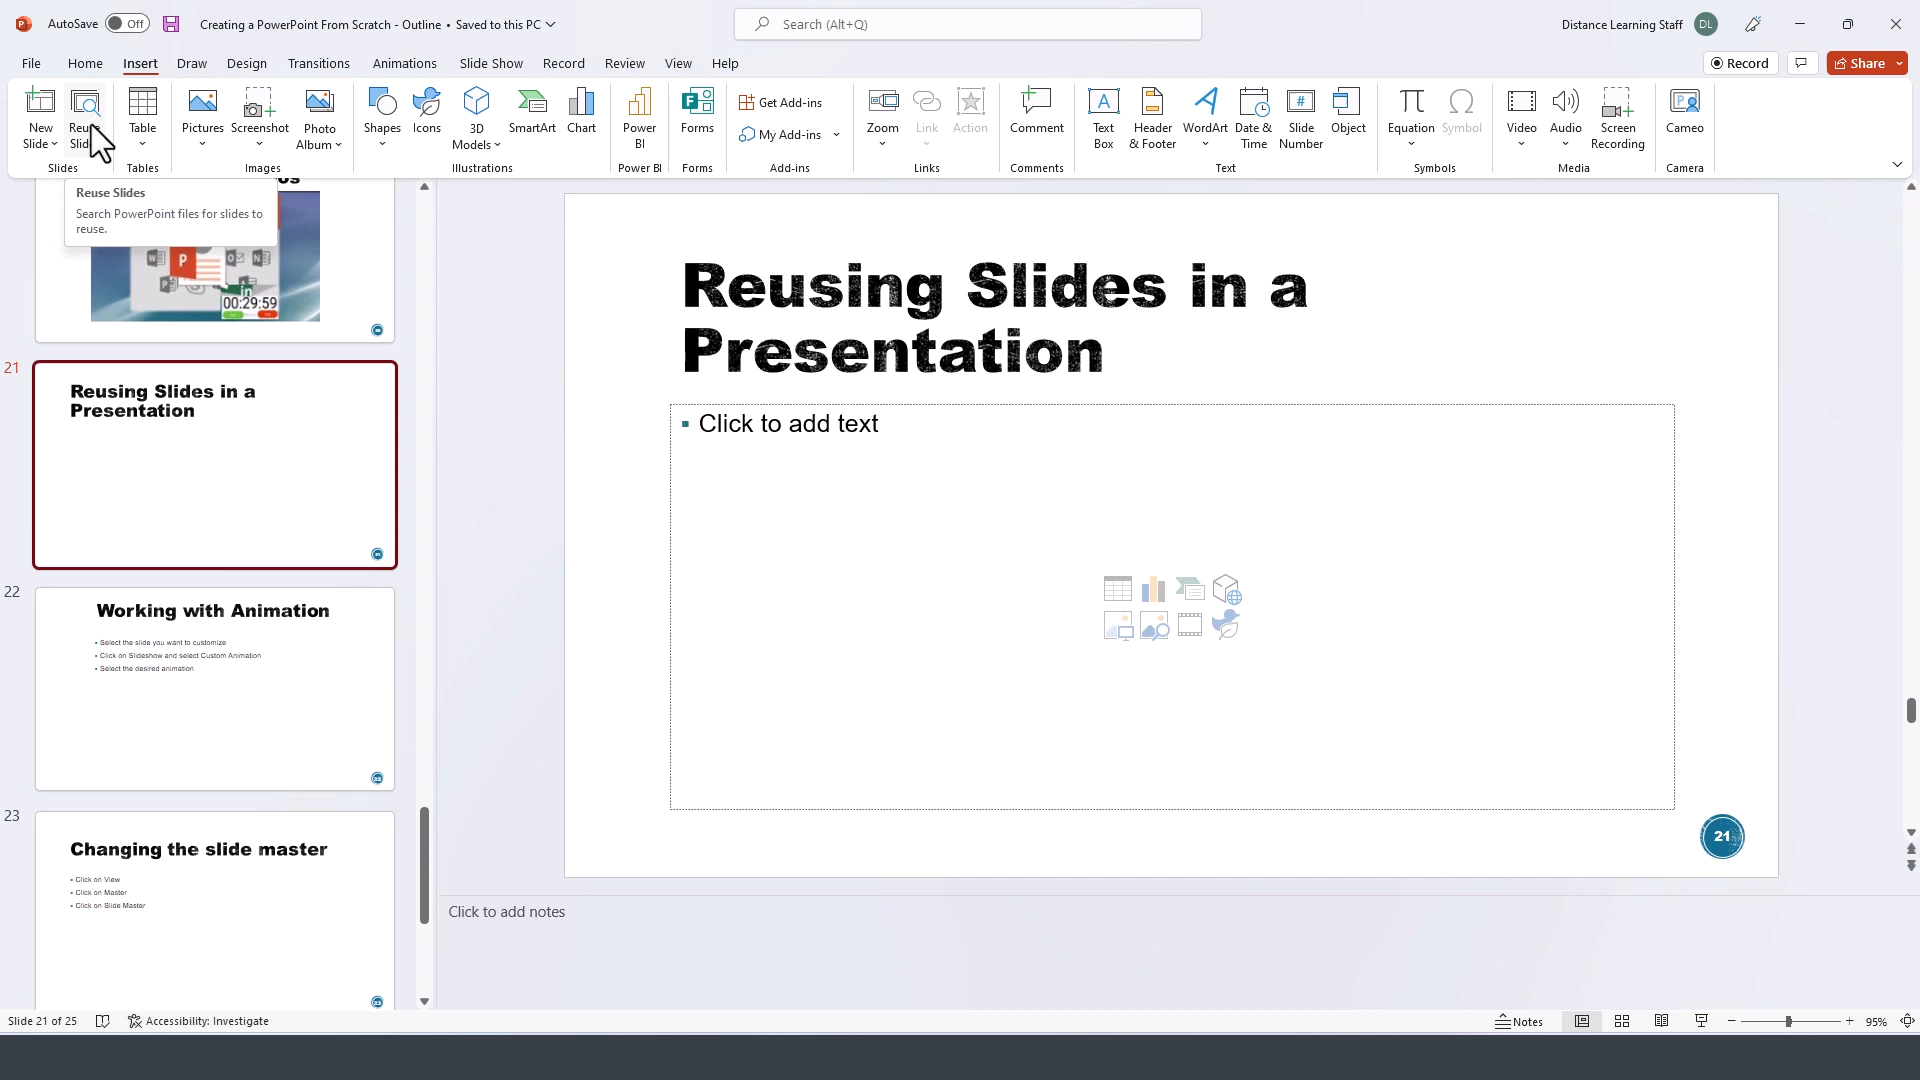 AutoSave Off Creating a PowerPoint From Scratch - Outline • Saved to this PC Search (Alt+Q) Distance Learning Staff DL
File Home Insert Draw Design Transitions Animations Slide Show Record Review View Help Record Share
New Slide
Reuse Slides
Table
Pictures
Screenshot
Photo Album
Shapes
Icons
3D Models
SmartArt
Chart
Power BI
Forms
Get Add-ins
My Add-ins
Zoom
Link
Action
Comment
Text Box
Header & Footer
WordArt
Date & Time
Slide Number
Object
Equation
Symbol
Video
Audio
Screen Recording
Cameo
Slides Tables Images Illustrations Power BI Forms Add-ins Links Comments Text Symbols Media Camera
Reuse Slides
Search PowerPoint files for slides to
reuse.
00:29:59
21
Reusing Slides in a
Presentation
21
22
Working with Animation
▪ Select the slide you want to customize
▪ Click on Slideshow and select Custom Animation
▪ Select the desired animation
22
23
Changing the slide master
▪ Click on View
▪ Click on Master
▪ Click on Slide Master
23
Reusing Slides in a
Presentation
▪ Click to add text
21
Click to add notes
Slide 21 of 25 Accessibility: Investigate Notes 95%